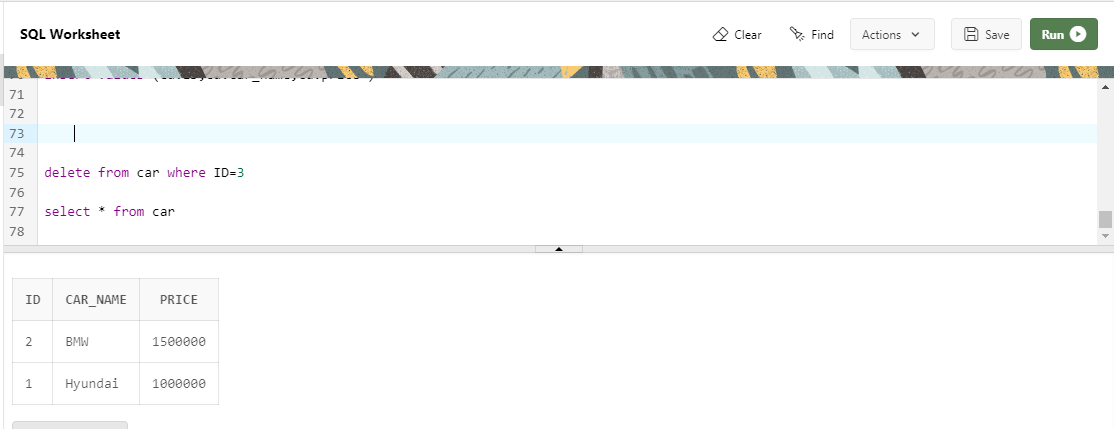 SQL Worksheet
Clear
Find
Actions
Save
Run
71
72
73
74
75 delete from car where ID=3
76
77 select * from car
78
ID CAR_NAME PRICE
2 BMW 1500000
1 Hyundai 1000000